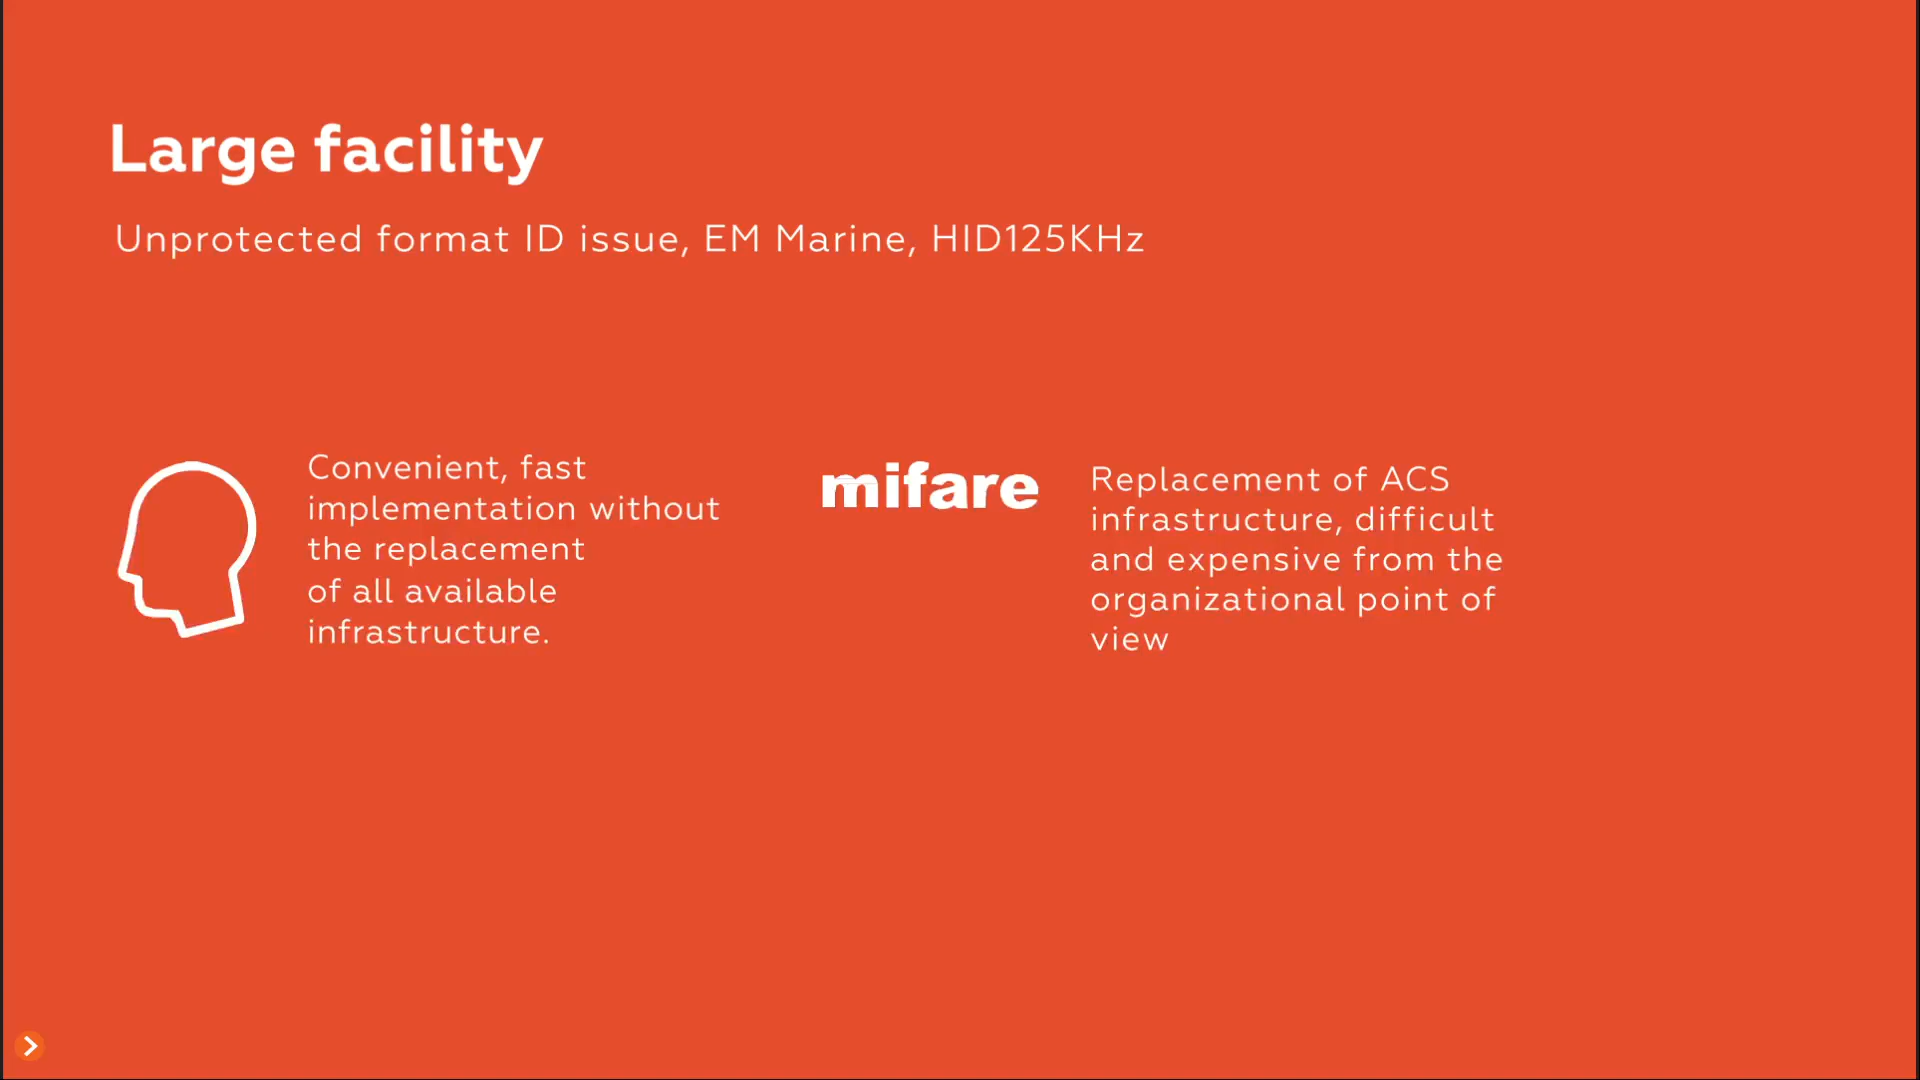 Large facility
Unprotected format ID issue, EM Marine, HID125KHz
Convenient, fast
implementation without
the replacement
of all available
infrastructure.
mifare
Replacement of ACS
infrastructure, difficult
and expensive from the
organizational point of
view